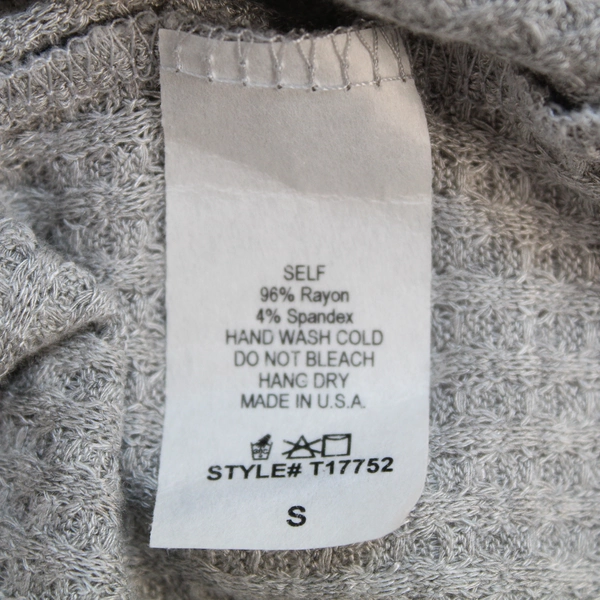 SELF
96% Rayon
4% Spandex
HAND WASH COLD
DO NOT BLEACH
HANG DRY
MADE IN U.S.A.
STYLE# T17752
S